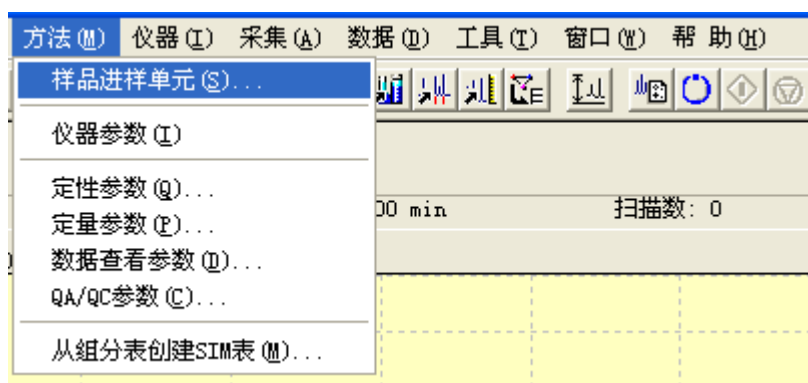 方法(M) 仪器(I) 采集(A) 数据(D) 工具(T) 窗口(W) 帮 助(H)
样品进样单元(S)...
仪器参数(I)
定性参数(Q)...
00 min 扫描数: 0
定量参数(P)...
数据查看参数(D)...
QA/QC参数(C)...
从组分表创建SIM表(M)...